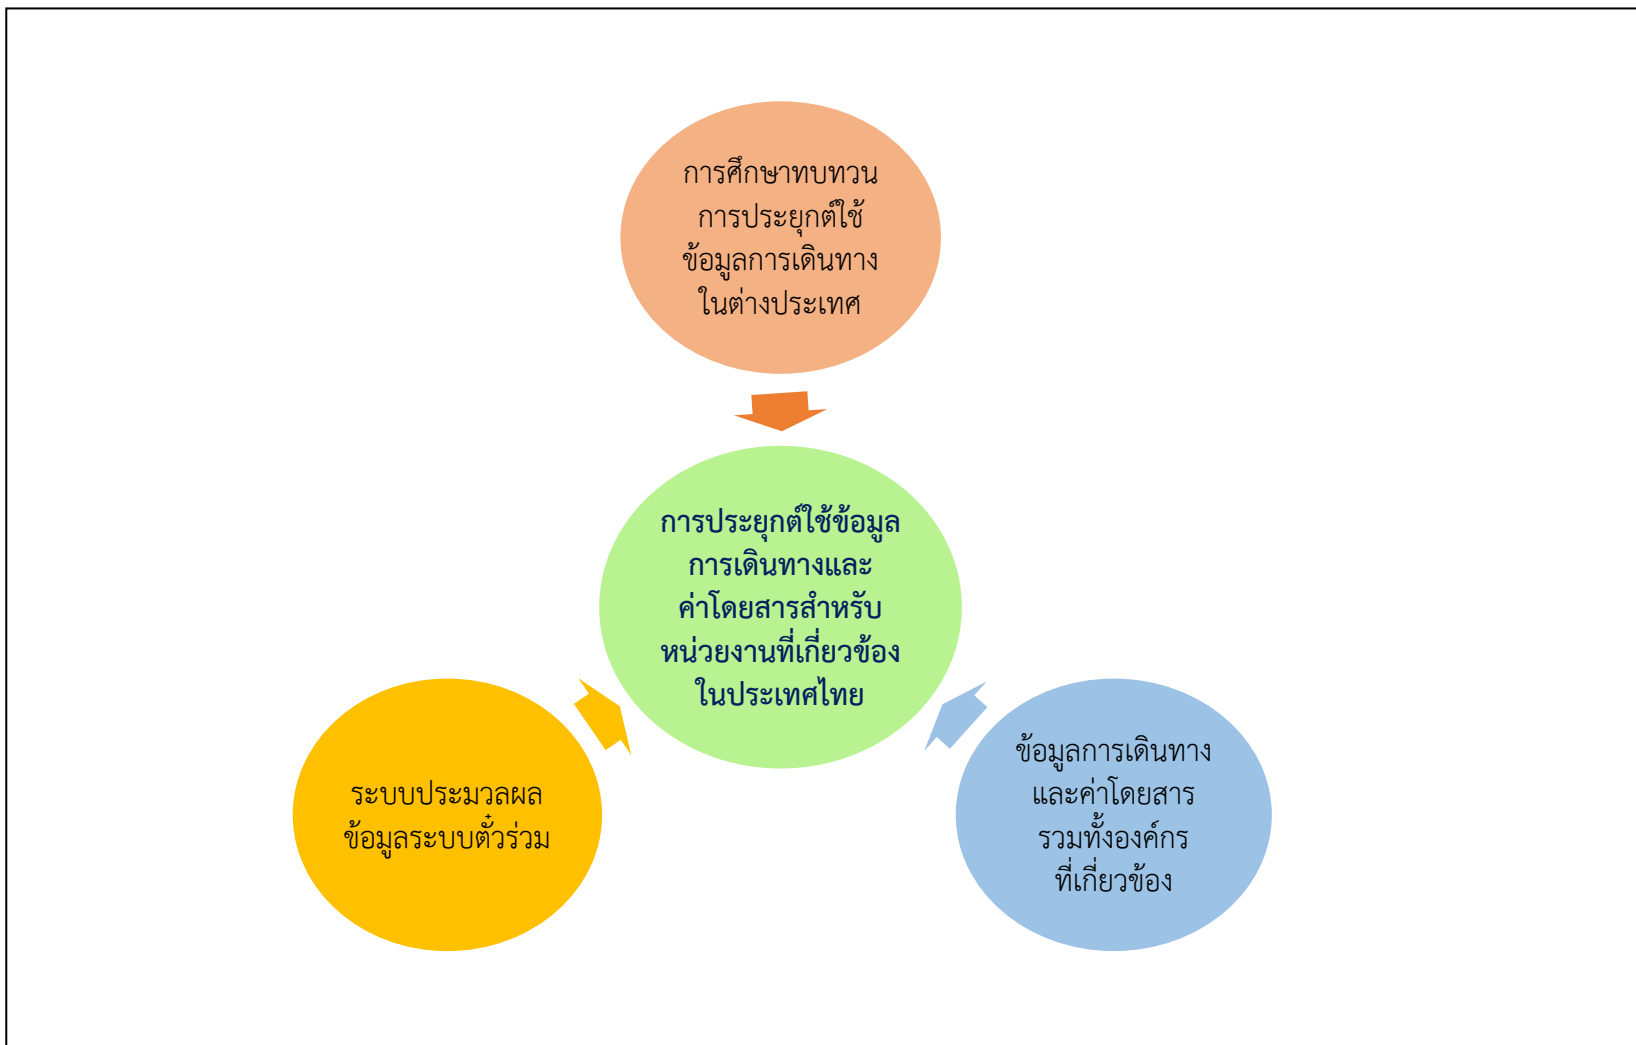 การศึกษาทบทวน
การประยุกต์ใช้
ข้อมูลการเดินทาง
ในต่างประเทศ
การประยุกต์ใช้ข้อมูล
การเดินทางและ
ค่าโดยสารสำหรับ
หน่วยงานที่เกี่ยวข้อง
ในประเทศไทย
ระบบประมวลผล
ข้อมูลระบบตั๋วร่วม
ข้อมูลการเดินทาง
และค่าโดยสาร
รวมทั้งองค์กร
ที่เกี่ยวข้อง